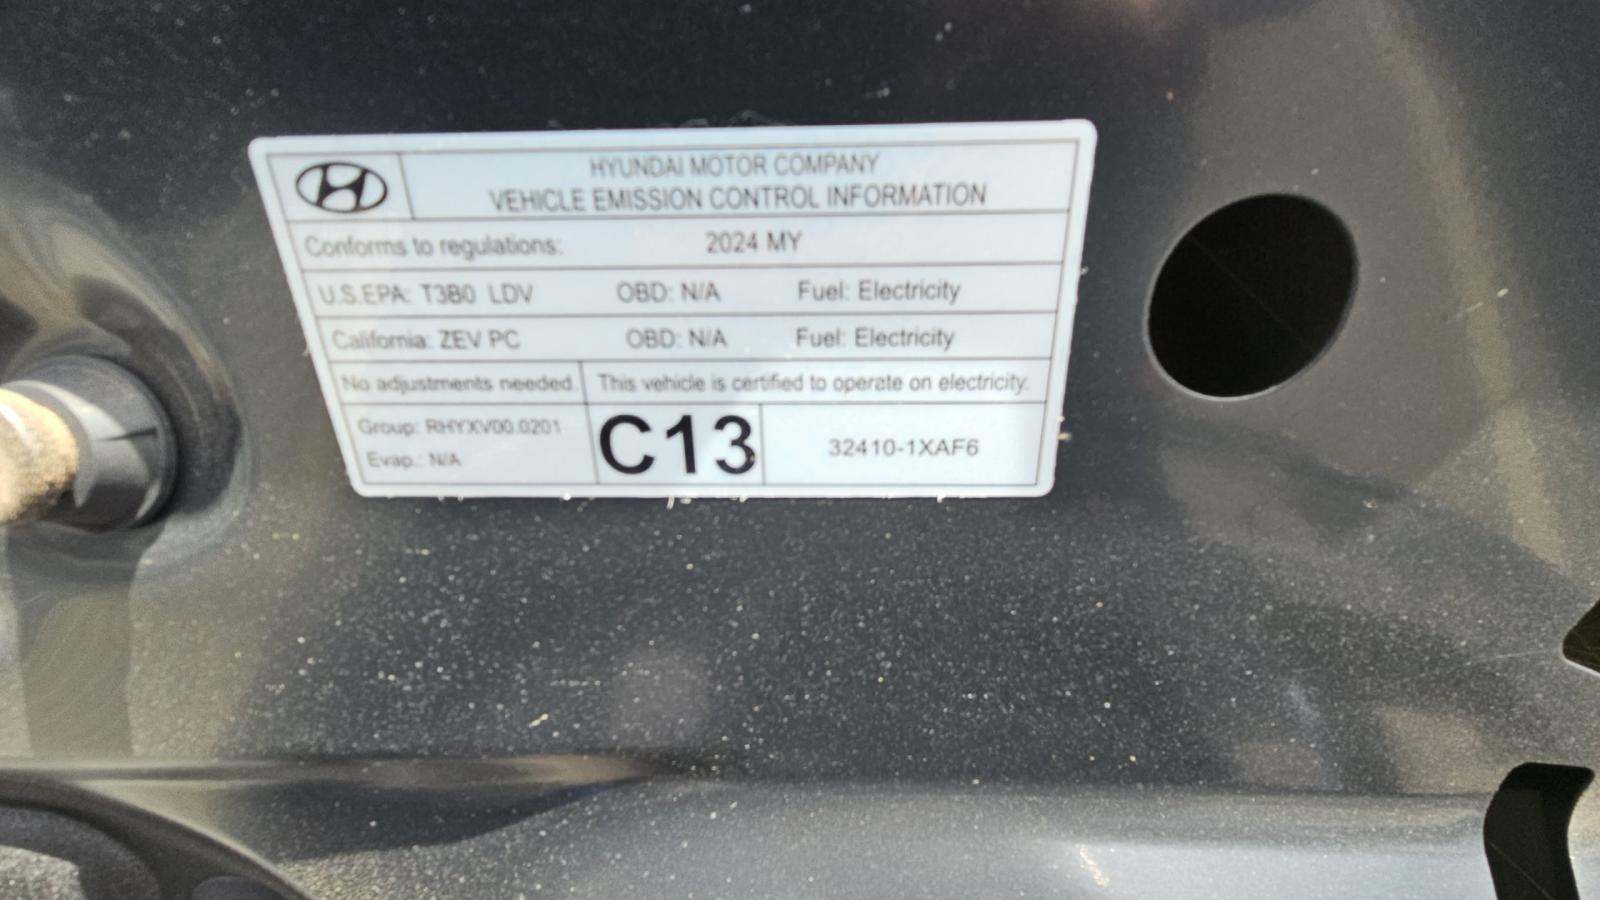 HYUNDAI MOTOR COMPANY
VEHICLE EMISSION CONTROL INFORMATION
Conforms to regulations: 2024 MY
U.S.EPA: T3B0 LDV OBD: N/A Fuel: Electricity
California: ZEV PC OBD: N/A Fuel: Electricity
No adjustments needed. This vehicle is certified to operate on electricity.
Group: RHYXV00.0201
Evap.: N/A
C13
32410-1XAF6